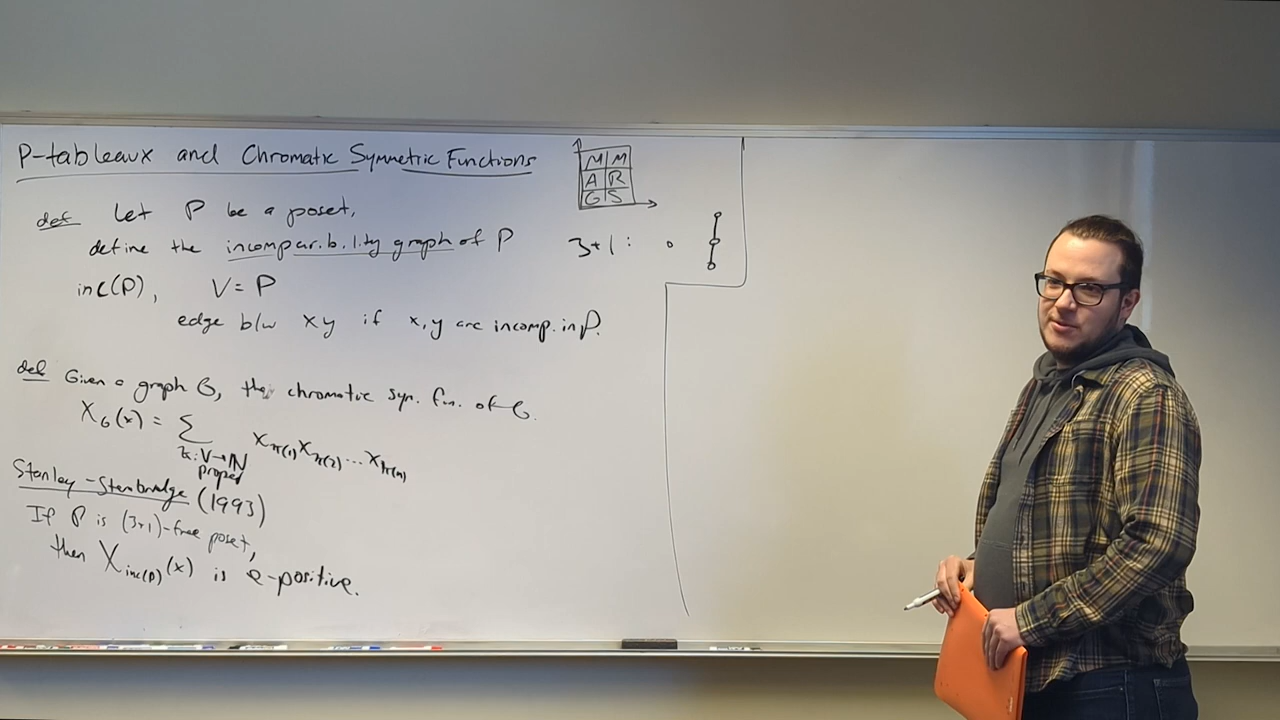 P-tableaux and Chromatic Symmetric Functions
M M
A R
G S
def Let P be a poset,
define the incomparibility graph of P
3+1:
inc(P), V = P
edge b/w xy if x,y are incomp. in P.
def Given a graph G, the chromatic sym. fun. of G.
X_G(x) = ∑ x_π(1) x_π(2) ... x_π(n)
π: V→ℕ
proper
Stanley-Stembridge (1993)
If P is (3+1)-free poset,
then X_inc(P)(x) is e-positive.